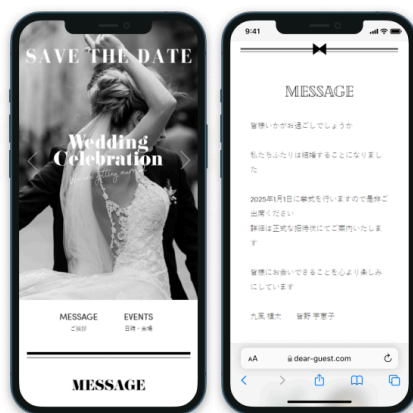 SAVE THE DATE
Wedding
Celebration
MESSAGE
ご挨拶
EVENTS
日時・会場
MESSAGE
9:41
MESSAGE
皆様いかがお過ごしでしょうか
私たちふたりは結婚することになりまし
た
2025年1月1日に挙式を行いますので是非ご
出席ください
詳細は正式な招待状にてご案内いたしま
す
皆様にお会いできることを心より楽しみ
にしています
AA
dear-guest.com